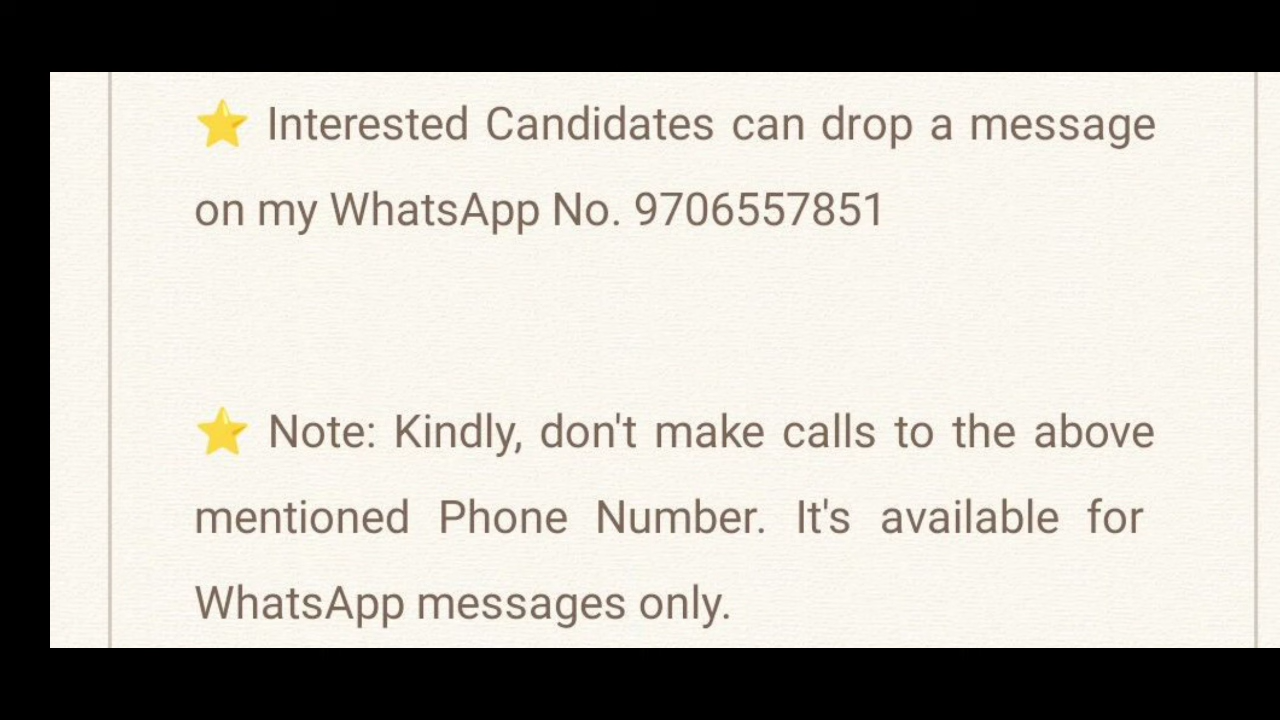 ⭐ Interested Candidates can drop a message
on my WhatsApp No. 9706557851
⭐ Note: Kindly, don't make calls to the above
mentioned Phone Number. It's available for
WhatsApp messages only.